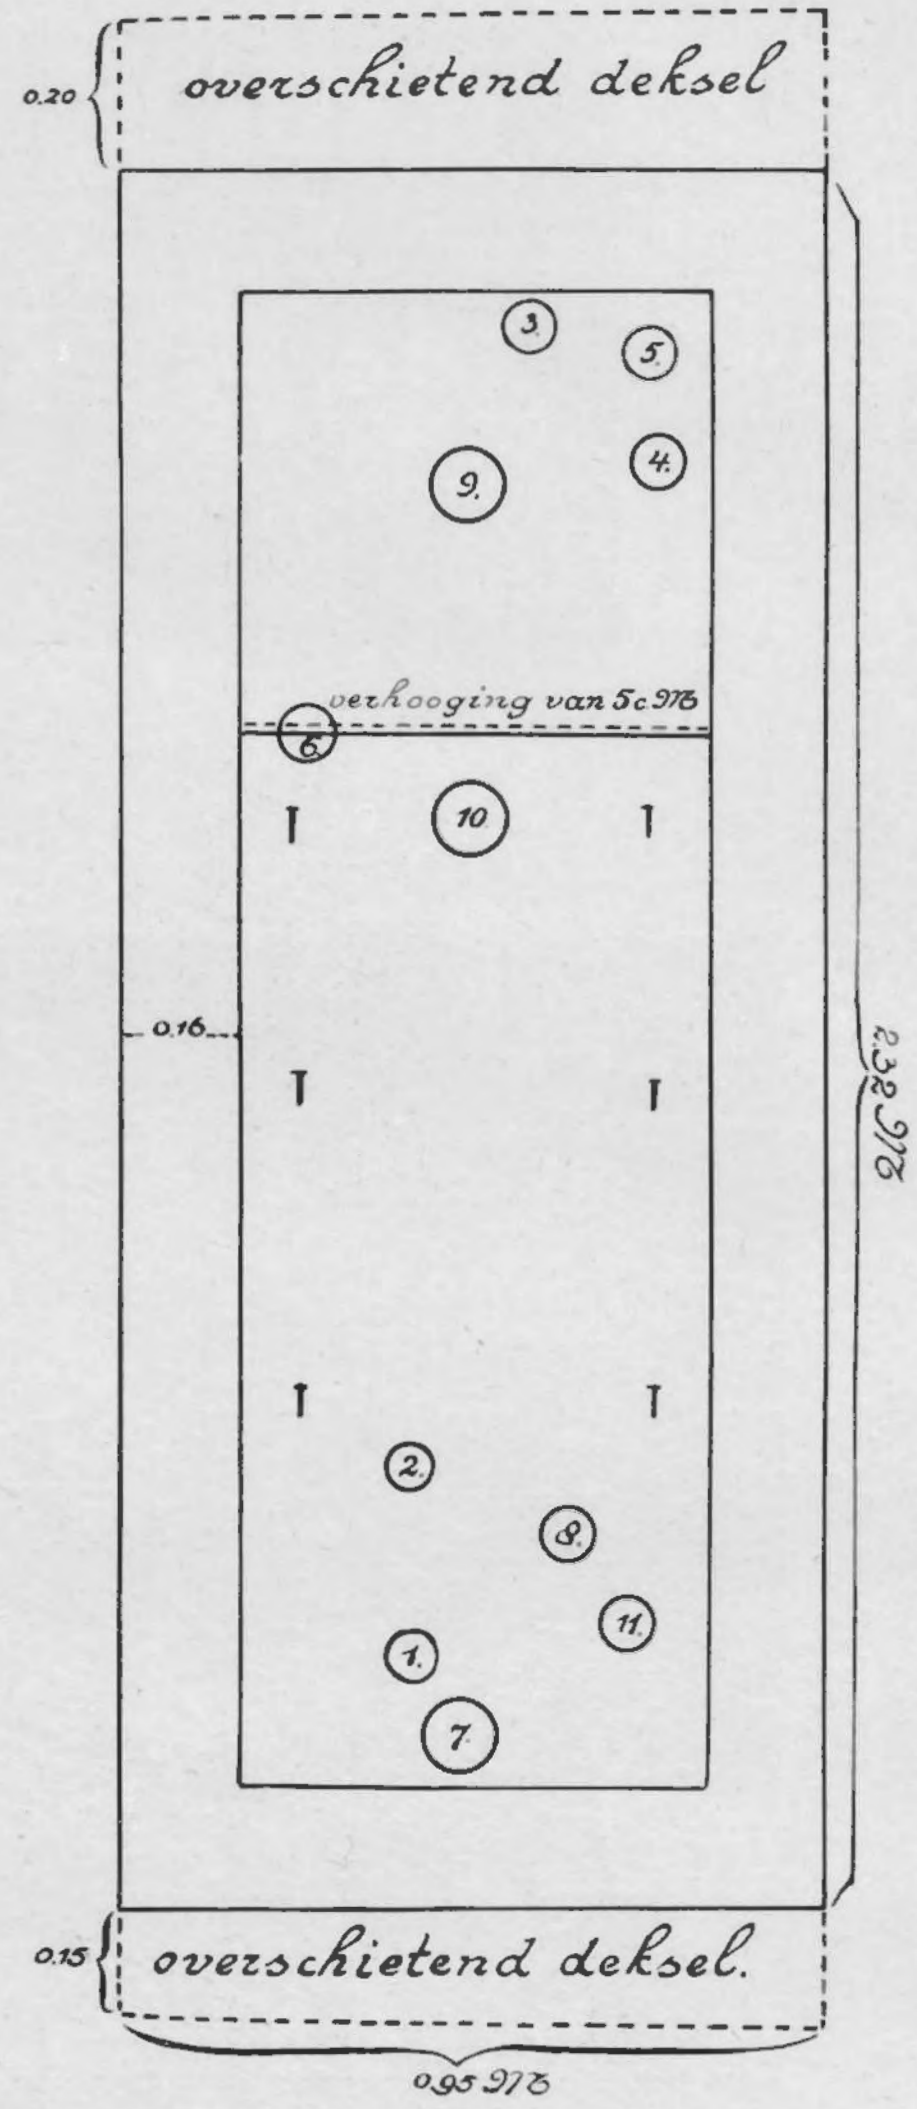 0.20
overschietend deksel
3.
5.
4.
9.
verhooging van 5 c.M
6.
10.
0.16
2.32 M
2.
8.
11.
1.
7.
0.15
overschietend deksel.
0.95 M